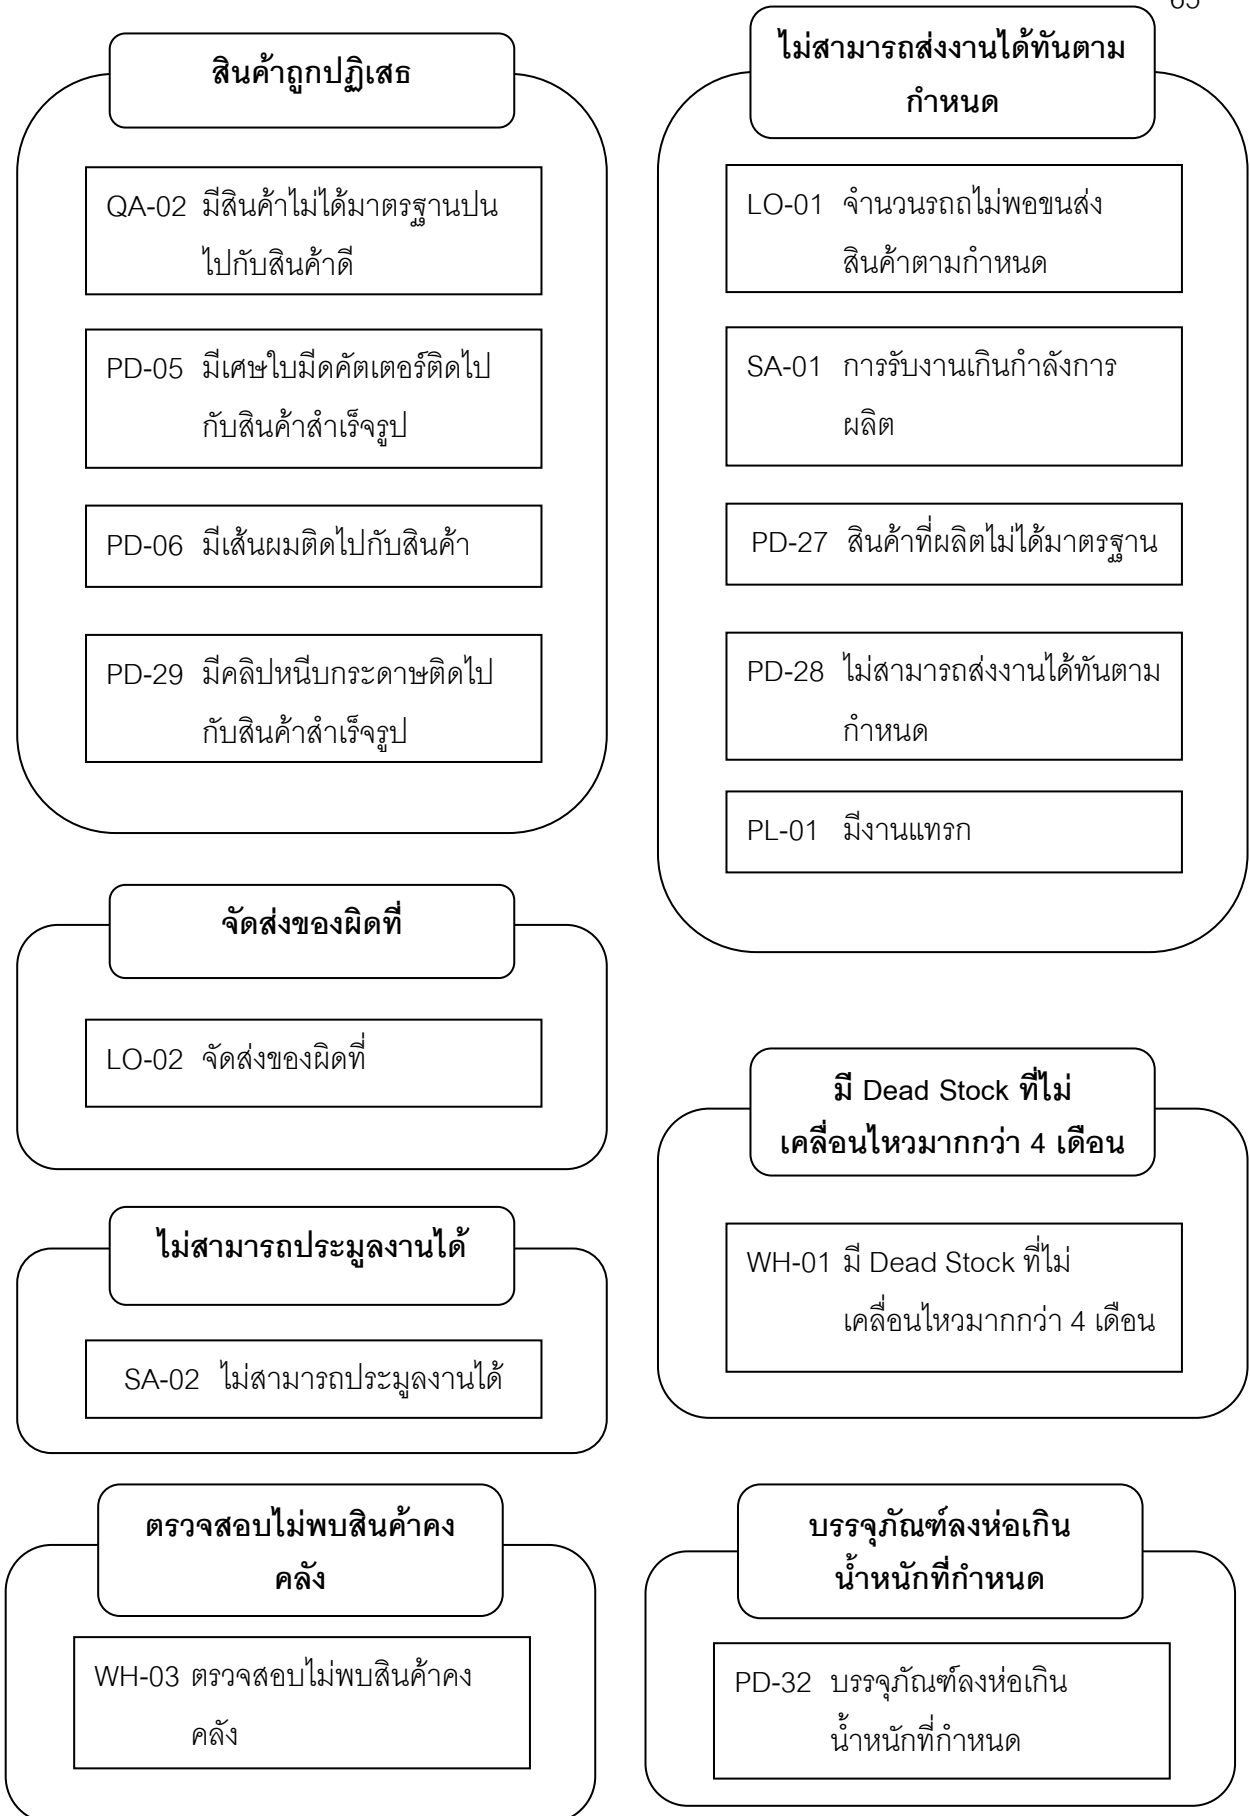 65
สินค้าถูกปฏิเสธ
QA-02 มีสินค้าไม่ได้มาตรฐานปน
ไปกับสินค้าดี
PD-05 มีเศษใบมีดคัตเตอร์ติดไป
กับสินค้าสำเร็จรูป
PD-06 มีเส้นผมติดไปกับสินค้า
PD-29 มีคลิปหนีบกระดาษติดไป
กับสินค้าสำเร็จรูป
ไม่สามารถส่งงานได้ทันตาม
กำหนด
LO-01 จำนวนรถถไม่พอขนส่ง
สินค้าตามกำหนด
SA-01 การรับงานเกินกำลังการ
ผลิต
PD-27 สินค้าที่ผลิตไม่ได้มาตรฐาน
PD-28 ไม่สามารถส่งงานได้ทันตาม
กำหนด
PL-01 มีงานแทรก
จัดส่งของผิดที่
LO-02 จัดส่งของผิดที่
มี Dead Stock ที่ไม่
เคลื่อนไหวมากกว่า 4 เดือน
WH-01 มี Dead Stock ที่ไม่
เคลื่อนไหวมากกว่า 4 เดือน
ไม่สามารถประมูลงานได้
SA-02 ไม่สามารถประมูลงานได้
ตรวจสอบไม่พบสินค้าคง
คลัง
WH-03 ตรวจสอบไม่พบสินค้าคง
คลัง
บรรจุภัณฑ์ลงห่อเกิน
น้ำหนักที่กำหนด
PD-32 บรรจุภัณฑ์ลงห่อเกิน
น้ำหนักที่กำหนด